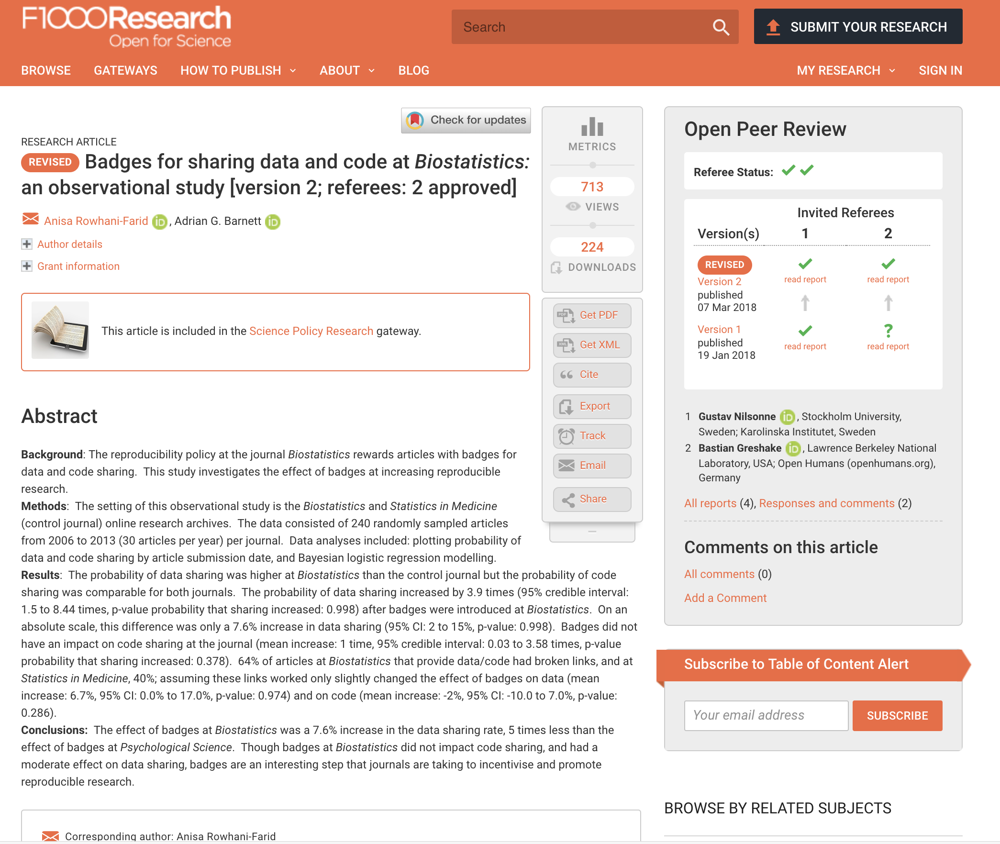 F1000Research
Open for Science
Search
SUBMIT YOUR RESEARCH
BROWSE GATEWAYS HOW TO PUBLISH ABOUT BLOG MY RESEARCH SIGN IN
Check for updates
RESEARCH ARTICLE
REVISED Badges for sharing data and code at Biostatistics:
an observational study [version 2; referees: 2 approved]
Anisa Rowhani-Farid iD, Adrian G. Barnett iD
Author details
Grant information
This article is included in the Science Policy Research gateway.
Abstract
Background: The reproducibility policy at the journal Biostatistics rewards articles with badges for
data and code sharing. This study investigates the effect of badges at increasing reproducible
research.
Methods: The setting of this observational study is the Biostatistics and Statistics in Medicine
(control journal) online research archives. The data consisted of 240 randomly sampled articles
from 2006 to 2013 (30 articles per year) per journal. Data analyses included: plotting probability of
data and code sharing by article submission date, and Bayesian logistic regression modelling.
Results: The probability of data sharing was higher at Biostatistics than the control journal but the probability of code
sharing was comparable for both journals. The probability of data sharing increased by 3.9 times (95% credible interval:
1.5 to 8.44 times, p-value probability that sharing increased: 0.998) after badges were introduced at Biostatistics. On an
absolute scale, this difference was only a 7.6% increase in data sharing (95% CI: 2 to 15%, p-value: 0.998). Badges did not
have an impact on code sharing at the journal (mean increase: 1 time, 95% credible interval: 0.03 to 3.58 times, p-value
probability that sharing increased: 0.378). 64% of articles at Biostatistics that provide data/code had broken links, and at
Statistics in Medicine, 40%; assuming these links worked only slightly changed the effect of badges on data (mean
increase: 6.7%, 95% CI: 0.0% to 17.0%, p-value: 0.974) and on code (mean increase: -2%, 95% CI: -10.0 to 7.0%, p-value:
0.286).
Conclusions: The effect of badges at Biostatistics was a 7.6% increase in the data sharing rate, 5 times less than the
effect of badges at Psychological Science. Though badges at Biostatistics did not impact code sharing, and had a
moderate effect on data sharing, badges are an interesting step that journals are taking to incentivise and promote
reproducible research.
Corresponding author: Anisa Rowhani-Farid
METRICS
713
VIEWS
224
DOWNLOADS
PDF Get PDF
XML Get XML
Cite
Export
Track
Email
Share
Open Peer Review
Referee Status:
Invited Referees
Version(s) 1 2
REVISED
Version 2
published
07 Mar 2018
read report read report
Version 1
published
19 Jan 2018
?
read report read report
1 Gustav Nilsonne iD, Stockholm University,
Sweden; Karolinska Institutet, Sweden
2 Bastian Greshake iD, Lawrence Berkeley National
Laboratory, USA; Open Humans (openhumans.org),
Germany
All reports (4), Responses and comments (2)
Comments on this article
All comments (0)
Add a Comment
Subscribe to Table of Content Alert
Your email address
SUBSCRIBE
BROWSE BY RELATED SUBJECTS